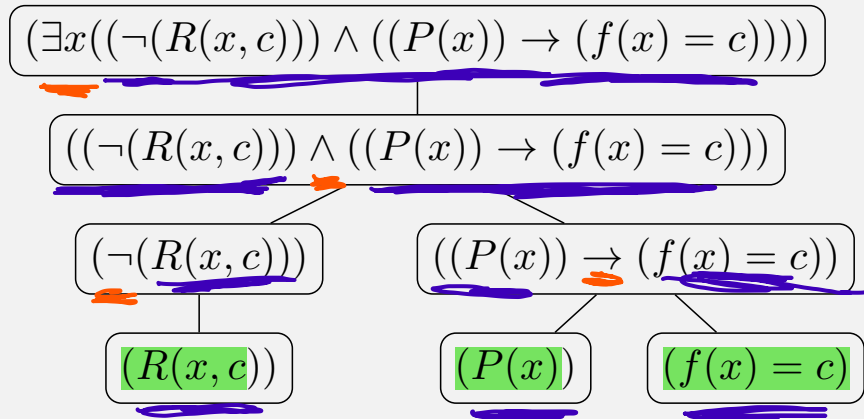 (∃x((¬(R(x, c))) ∧ ((P(x)) → (f(x) = c))))
((¬(R(x, c))) ∧ ((P(x)) → (f(x) = c)))
(¬(R(x, c))) ((P(x)) → (f(x) = c))
(R(x, c)) (P(x)) (f(x) = c)